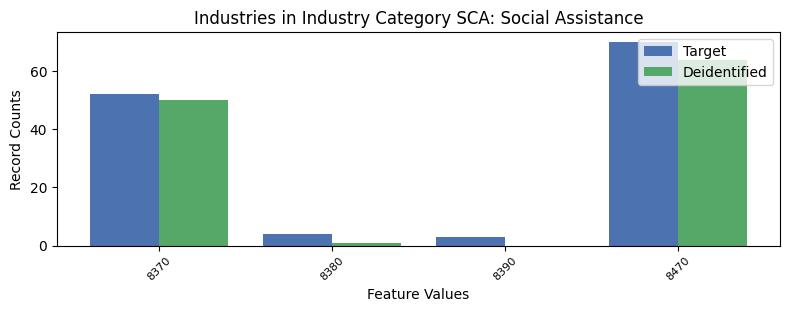 Industries in Industry Category SCA: Social Assistance
Target
Deidentified
Record Counts
60
40
20
0
8370
8380
8390
8470
Feature Values